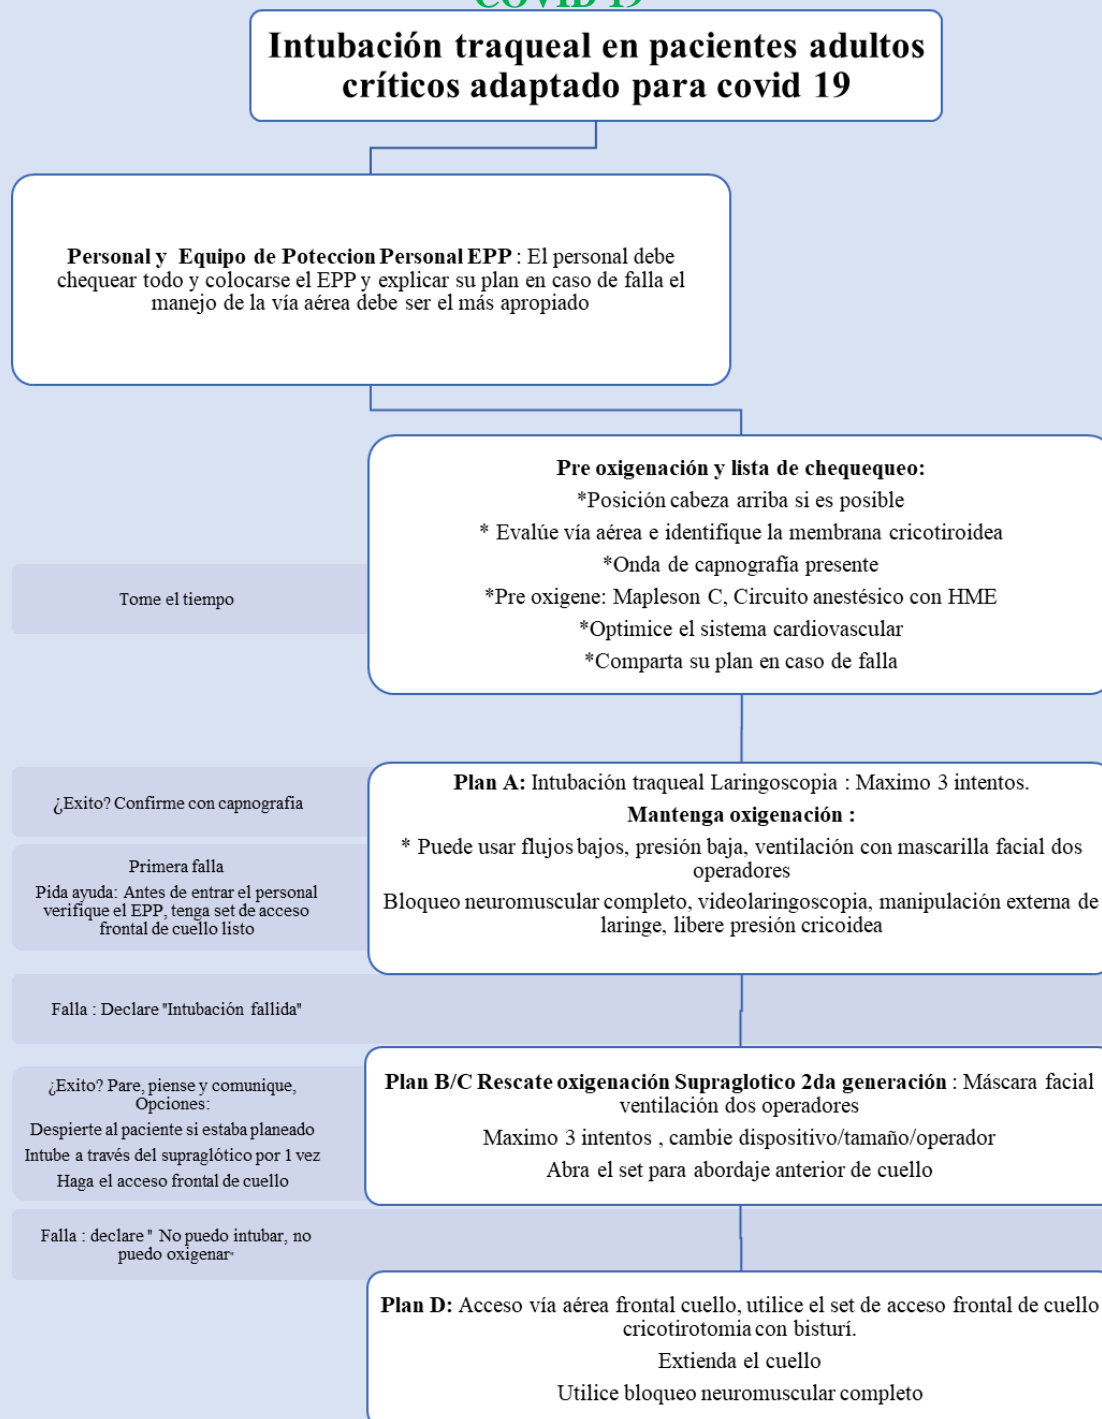 COVID 19
Intubación traqueal en pacientes adultos
críticos adaptado para covid 19
Personal y Equipo de Poteccion Personal EPP : El personal debe
chequear todo y colocarse el EPP y explicar su plan en caso de falla el
manejo de la vía aérea debe ser el más apropiado
Pre oxigenación y lista de chequequeo:
*Posición cabeza arriba si es posible
* Evalúe vía aérea e identifique la membrana cricotiroidea
*Onda de capnografía presente
*Pre oxigene: Mapleson C, Circuito anestésico con HME
*Optimice el sistema cardiovascular
*Comparta su plan en caso de falla
Tome el tiempo
Plan A: Intubación traqueal Laringoscopia : Maximo 3 intentos.
Mantenga oxigenación :
* Puede usar flujos bajos, presión baja, ventilación con mascarilla facial dos
operadores
Bloqueo neuromuscular completo, videolaringoscopia, manipulación externa de
laringe, libere presión cricoidea
¿Exito? Confirme con capnografía
Primera falla
Pida ayuda: Antes de entrar el personal
verifique el EPP, tenga set de acceso
frontal de cuello listo
Falla : Declare "Intubación fallida"
Plan B/C Rescate oxigenación Supraglotico 2da generación : Máscara facial
ventilación dos operadores
Maximo 3 intentos , cambie dispositivo/tamaño/operador
Abra el set para abordaje anterior de cuello
¿Exito? Pare, piense y comunique,
Opciones:
Despierte al paciente si estaba planeado
Intube a través del supraglótico por 1 vez
Haga el acceso frontal de cuello
Falla : declare " No puedo intubar, no
puedo oxigenar"
Plan D: Acceso vía aérea frontal cuello, utilice el set de acceso frontal de cuello
cricotirotomia con bisturí.
Extienda el cuello
Utilice bloqueo neuromuscular completo